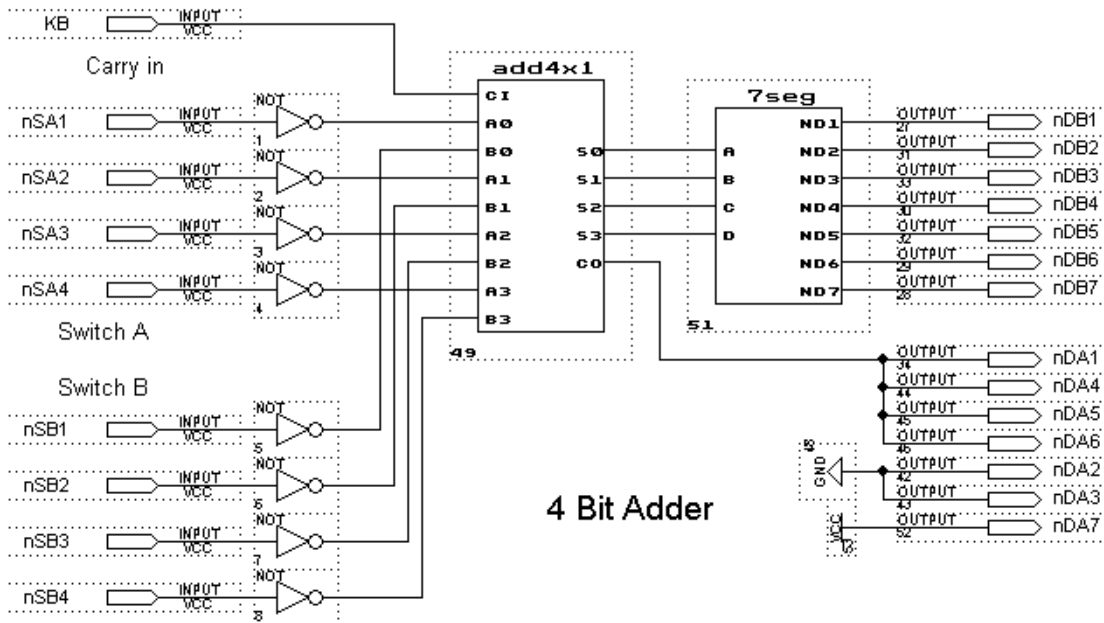 KB INPUT VCC
Carry in
add4x1
7seg
nSA1 INPUT VCC NOT 1
nSA2 INPUT VCC NOT 2
nSA3 INPUT VCC NOT 3
nSA4 INPUT VCC NOT 4
Switch A
Switch B
nSB1 INPUT VCC NOT 5
nSB2 INPUT VCC NOT 6
nSB3 INPUT VCC NOT 7
nSB4 INPUT VCC NOT 8
CI
A0
B0 S0
A1 S1
B1 S2
A2 S3
B2 CO
A3
B3
49
ND1
A ND2
B ND3
C ND4
D ND5
ND6
ND7
51
OUTPUT 27 nDB1
OUTPUT 31 nDB2
OUTPUT 33 nDB3
OUTPUT 30 nDB4
OUTPUT 32 nDB5
OUTPUT 29 nDB6
OUTPUT 28 nDB7
OUTPUT 34 nDA1
OUTPUT 44 nDA4
OUTPUT 45 nDA5
OUTPUT 46 nDA6
48 GND OUTPUT 42 nDA2
OUTPUT 43 nDA3
VCC 53 OUTPUT 52 nDA7
4 Bit Adder